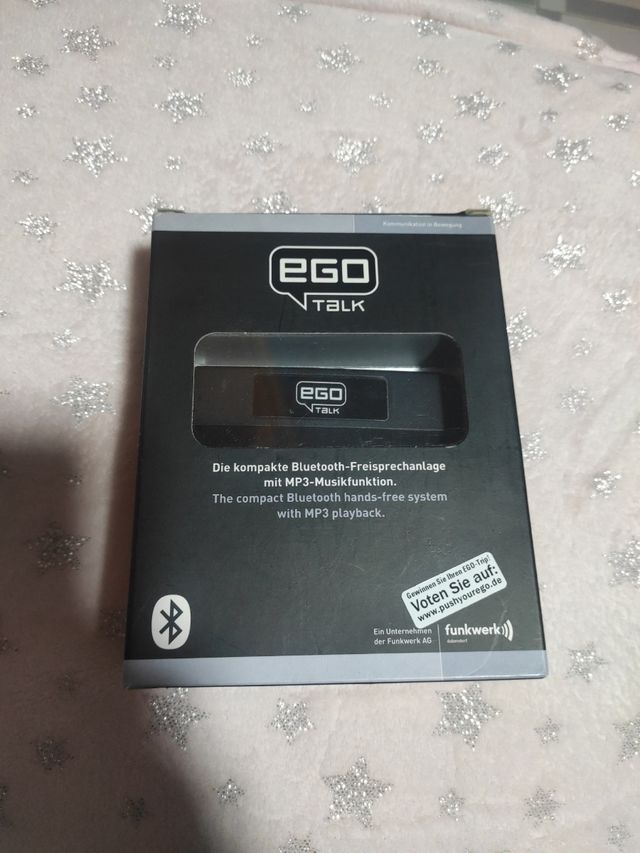 Kommunikation in Bewegung
EGO
TALK
EGO
TALK
Die kompakte Bluetooth-Freisprechanlage
mit MP3-Musikfunktion.
The compact Bluetooth hands-free system
with MP3 playback.
Gewinnen Sie Ihren EGO-Trip!
Voten Sie auf:
www.pushyourego.de
Ein Unternehmen
der Funkwerk AG
funkwerk